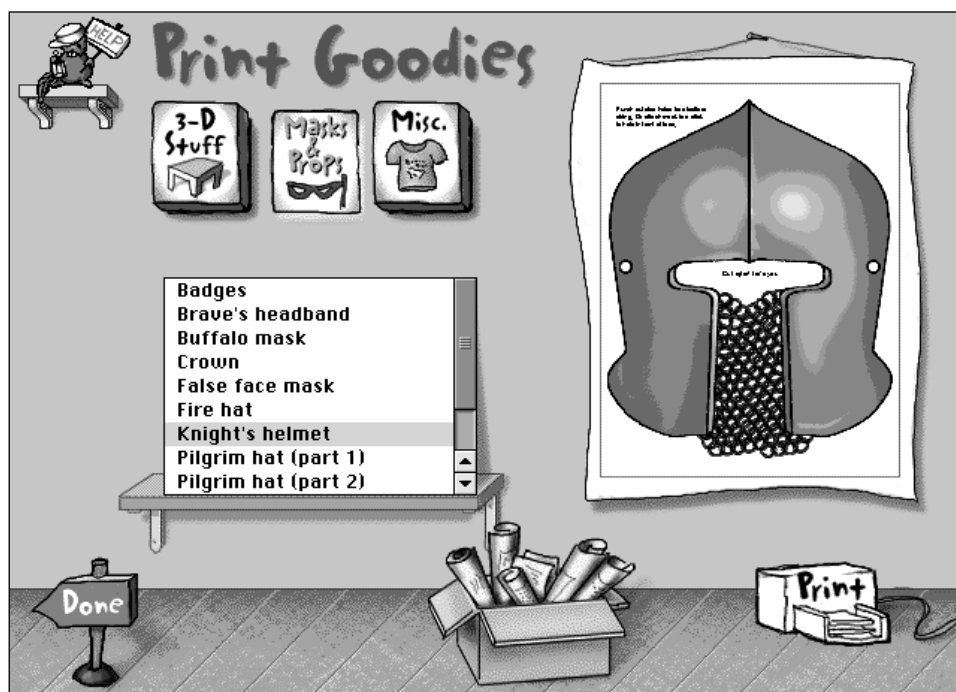 HELP
Print Goodies
3-D
Stuff
Masks
&
Props
Misc.
Badges
Brave's headband
Buffalo mask
Crown
False face mask
Fire hat
Knight's helmet
Pilgrim hat (part 1)
Pilgrim hat (part 2)
Done
Print